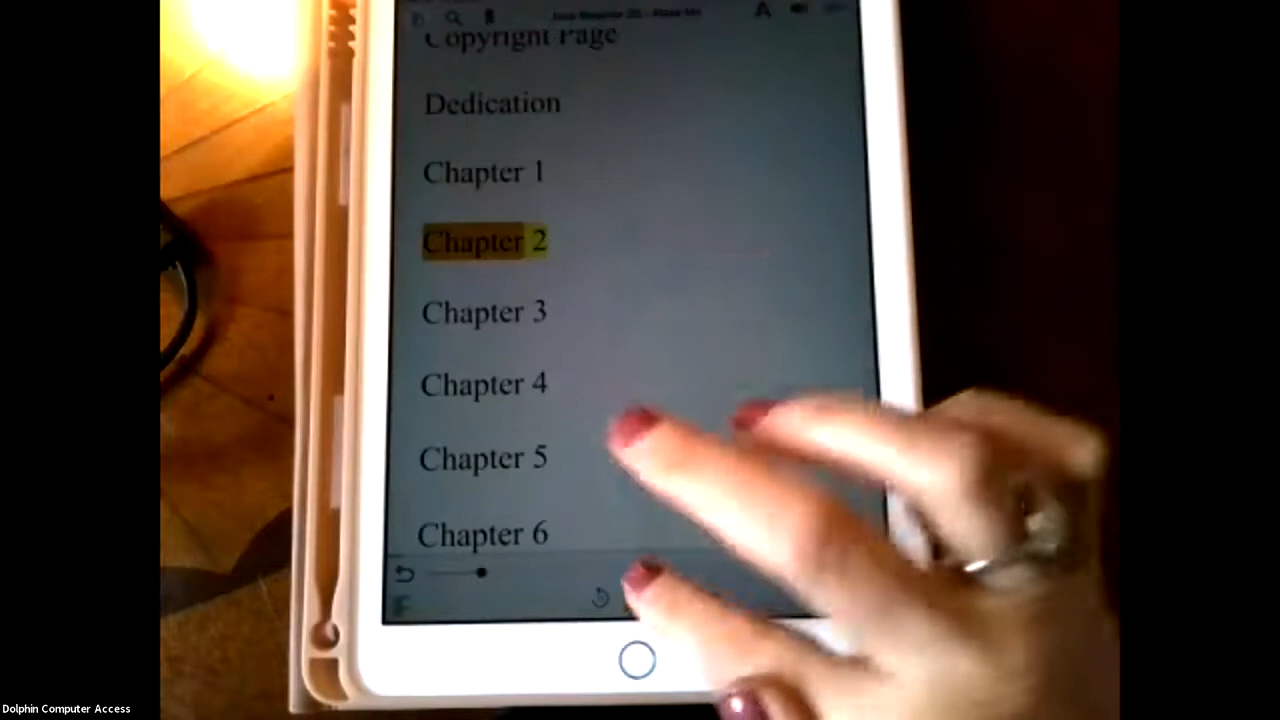 Copyright Page
Dedication
Chapter 1
Chapter 2
Chapter 3
Chapter 4
Chapter 5
Chapter 6
Dolphin Computer Access